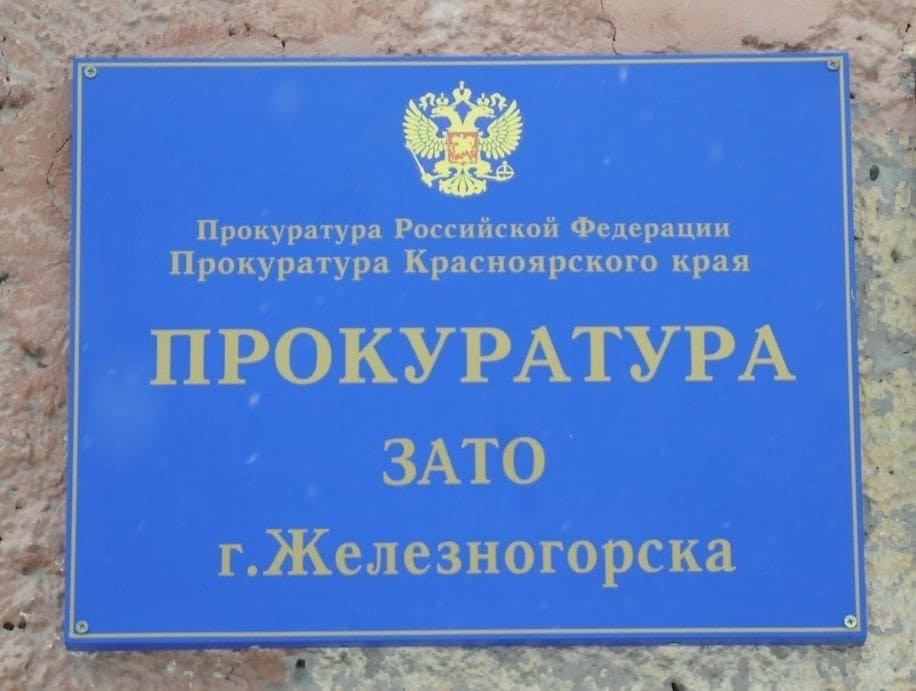 Прокуратура Российской Федерации
Прокуратура Красноярского края
ПРОКУРАТУРА
ЗАТО
г.Железногорска